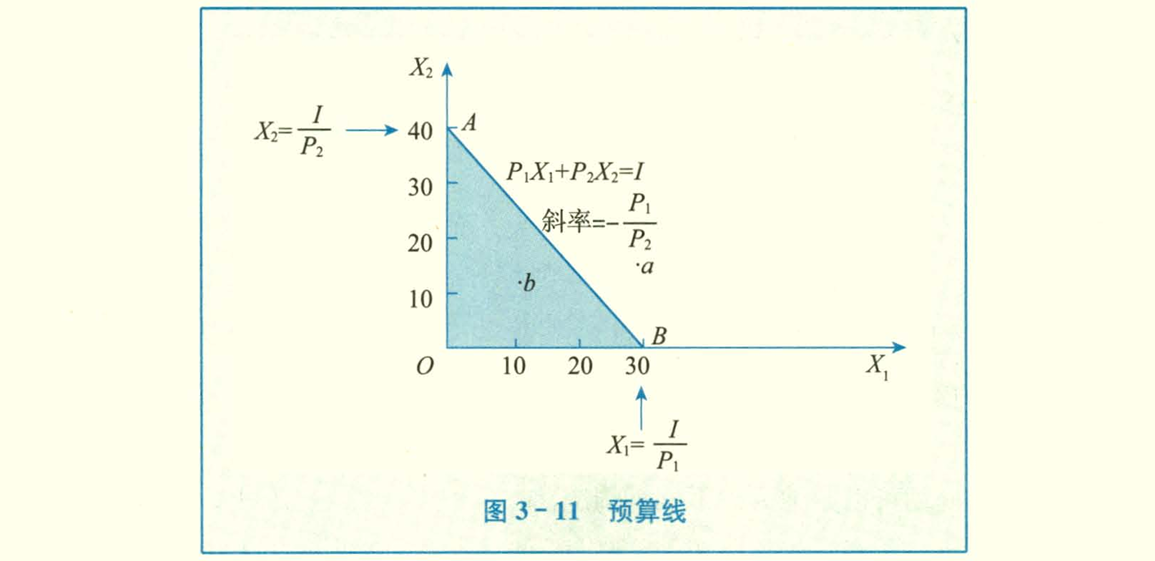 X₂
X₂=I/P₂
40
A
P₁X₁+P₂X₂=I
30
斜率=-P₁/P₂
20
·a
·b
10
B
O
10 20 30
X₁
X₁=I/P₁
图 3-11 预算线